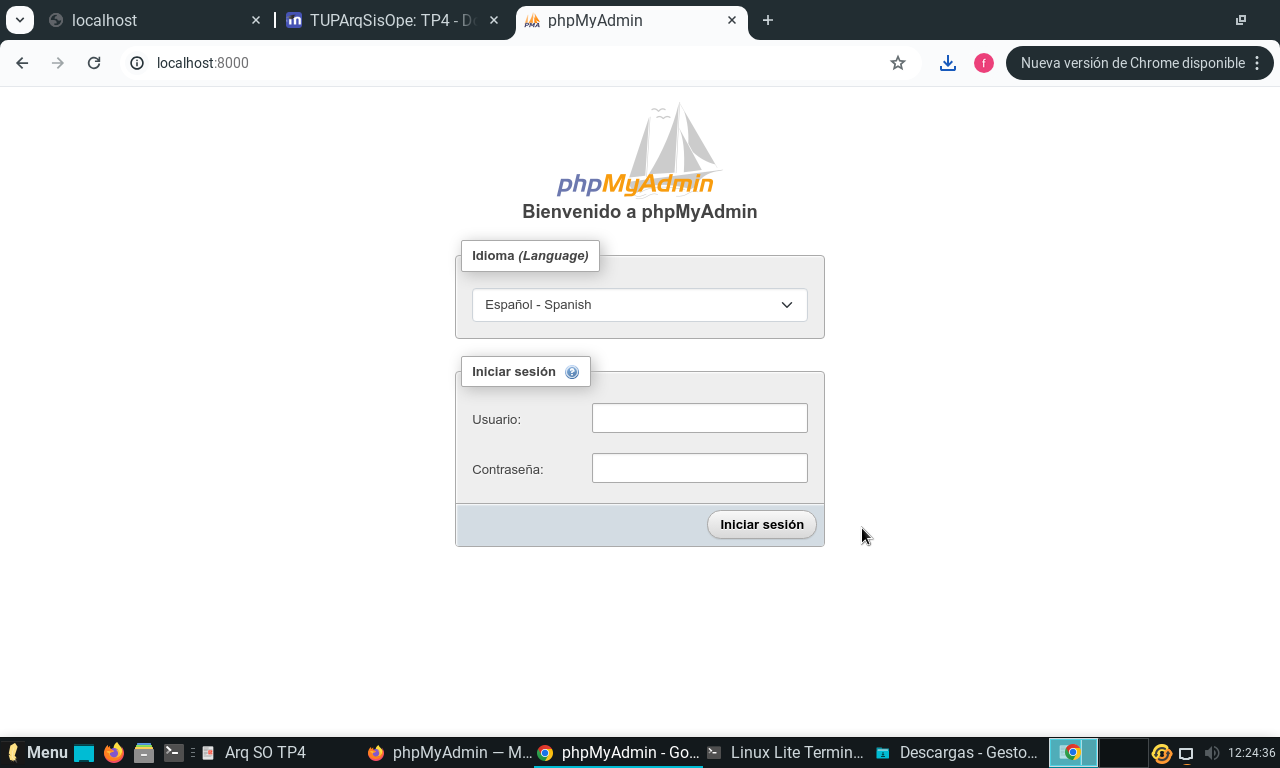 localhost
TUPArqSisOpe: TP4 - Do
PMA
phpMyAdmin
localhost:8000
f
Nueva versión de Chrome disponible
phpMyAdmin
Bienvenido a phpMyAdmin
Idioma (Language)
Español - Spanish
Iniciar sesión
Usuario:
Contraseña:
Iniciar sesión
Menu
Arq SO TP4
phpMyAdmin — M...
phpMyAdmin - Go...
Linux Lite Termin...
Descargas - Gesto...
12:24:36